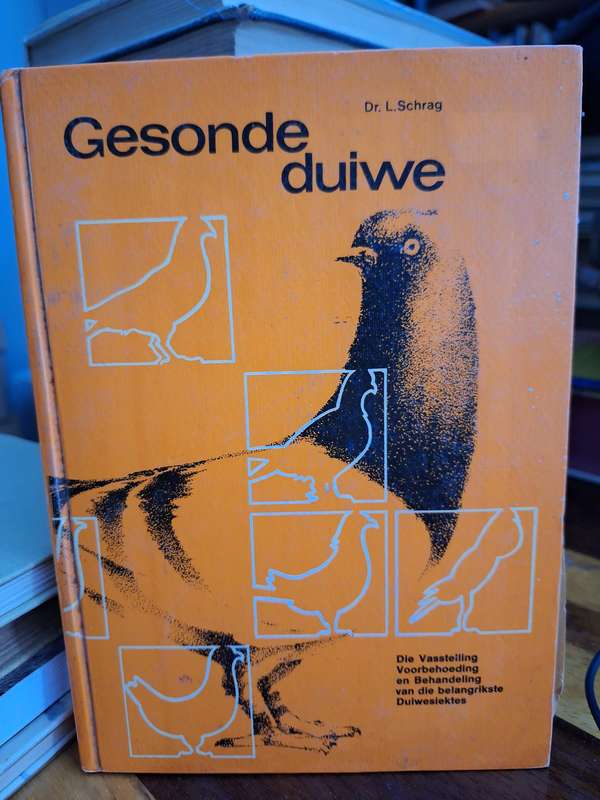 Dr. L. Schrag
Gesonde
duiwe
Die Vasstelling
Voorbehoeding
en Behandeling
van die belangrikste
Duiwesiektes